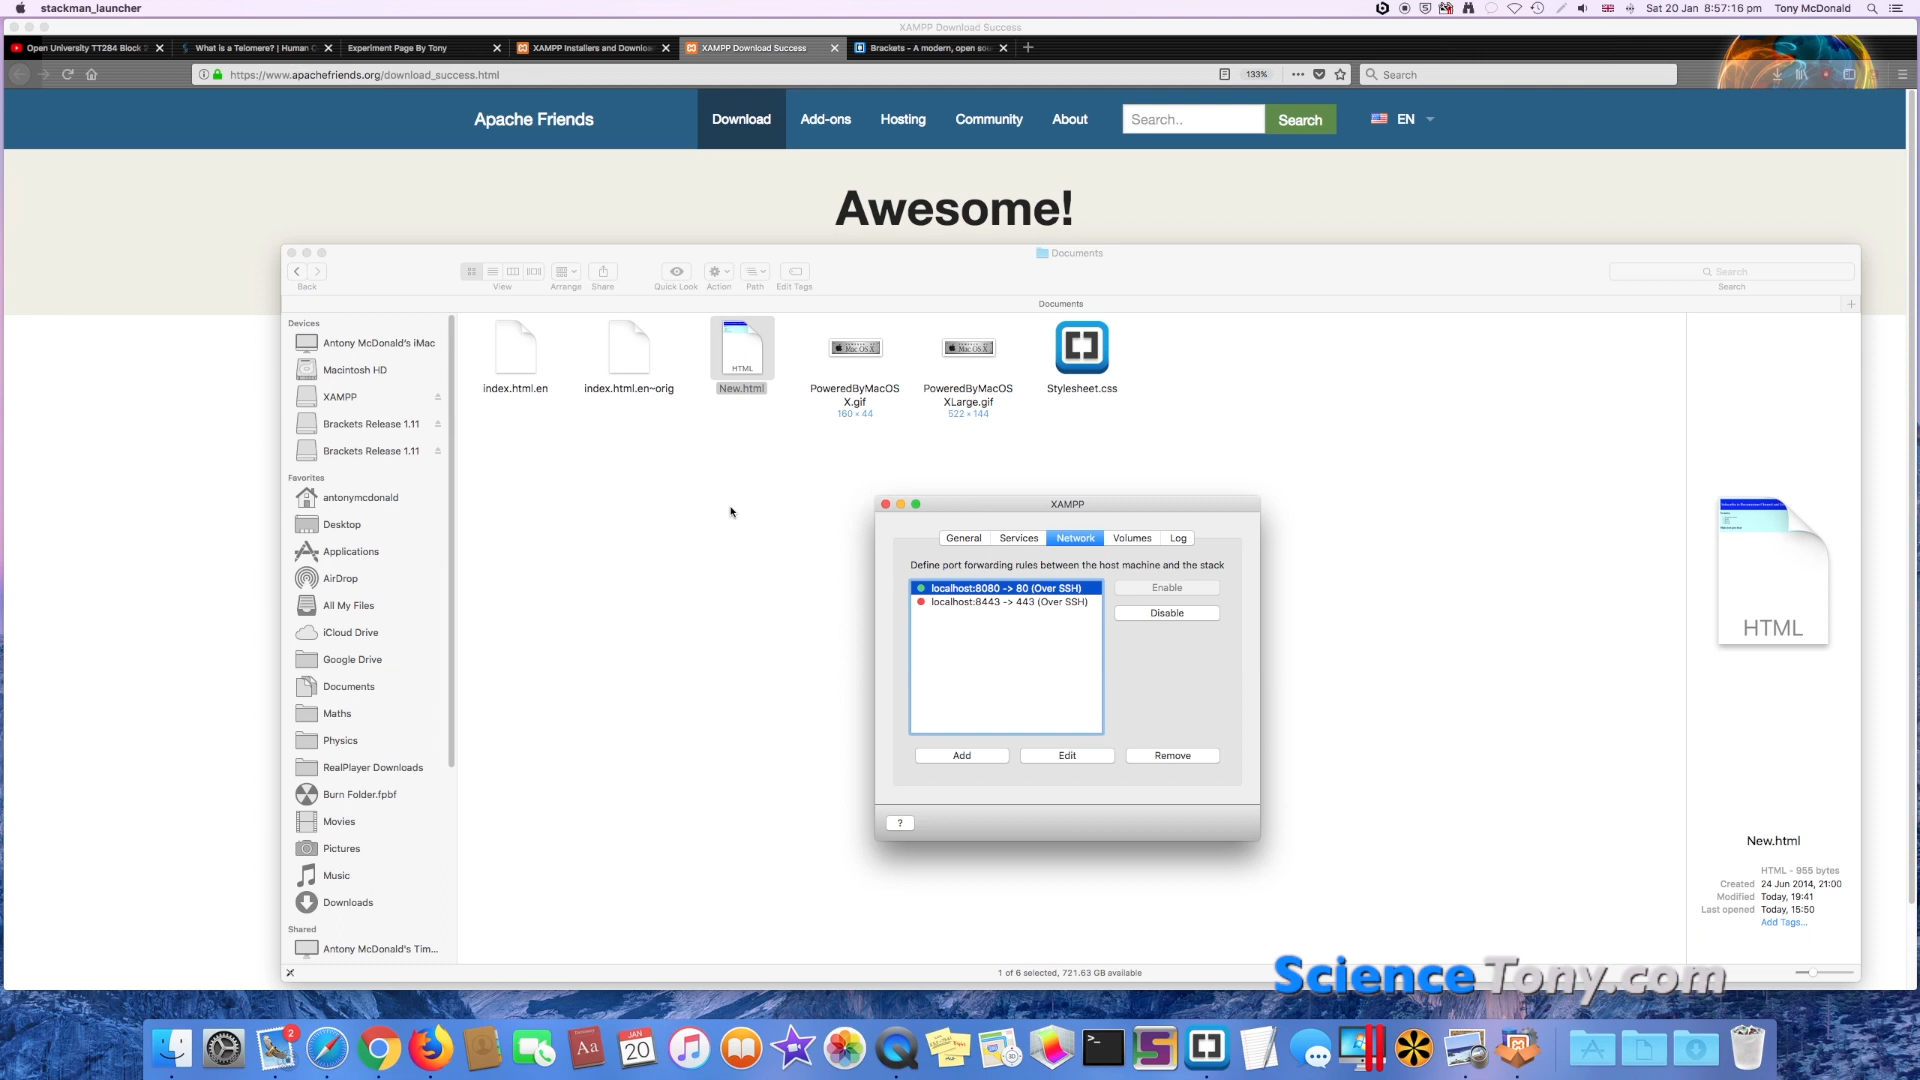 stackman_launcher
Sat 20 Jan 8:57:16 pm Tony McDonald
XAMPP Download Success
Open University TT284 Block 2
What is a Telomere? | Human C
Experiment Page By Tony
XAMPP Installers and Downloa
XAMPP Download Success
Brackets - A modern, open sou
https://www.apachefriends.org/download_success.html
133%
Search
Apache Friends
Download
Add-ons
Hosting
Community
About
Search..
Search
EN
Awesome!
Documents
Back
View
Arrange
Share
Quick Look
Action
Path
Edit Tags
Search
Search
Documents
Devices
Antony McDonald's iMac
Macintosh HD
XAMPP
Brackets Release 1.11
Brackets Release 1.11
Favorites
antonymcdonald
Desktop
Applications
AirDrop
All My Files
iCloud Drive
Google Drive
Documents
Maths
Physics
RealPlayer Downloads
Burn Folder.fpbf
Movies
Pictures
Music
Downloads
Shared
Antony McDonald's Tim...
index.html.en
index.html.en~orig
HTML
New.html
Mac OS X
PoweredByMacOS
X.gif
160 × 44
Mac OS X
PoweredByMacOS
XLarge.gif
522 × 144
Stylesheet.css
XAMPP
General
Services
Network
Volumes
Log
Define port forwarding rules between the host machine and the stack
localhost:8080 -> 80 (Over SSH)
localhost:8443 -> 443 (Over SSH)
Enable
Disable
Add
Edit
Remove
?
HTML
New.html
HTML - 955 bytes
Created 24 Jun 2014, 21:00
Modified Today, 19:41
Last opened Today, 15:50
Add Tags...
1 of 6 selected, 721.63 GB available
ScienceTony.com
2
Aa
JAN
20